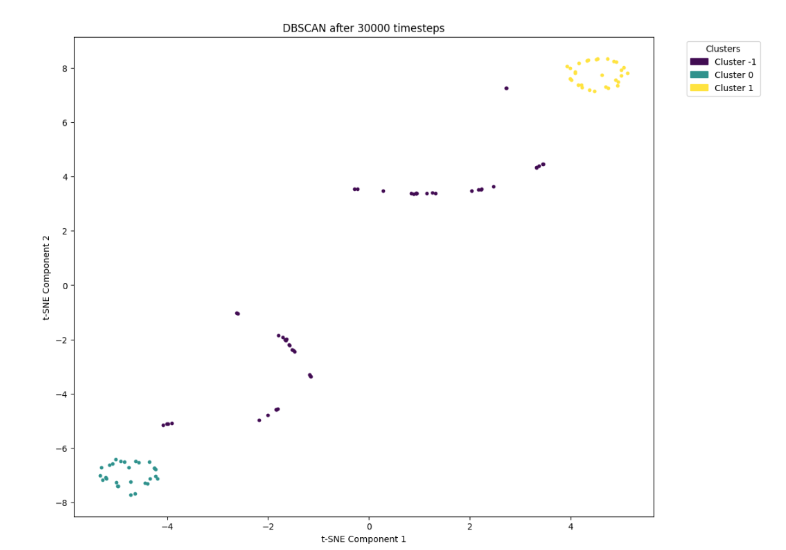 DBSCAN after 30000 timesteps
Clusters
Cluster -1
Cluster 0
Cluster 1
t-SNE Component 2
8
6
4
2
0
−2
−4
−6
−8
−4
−2
0
2
4
t-SNE Component 1